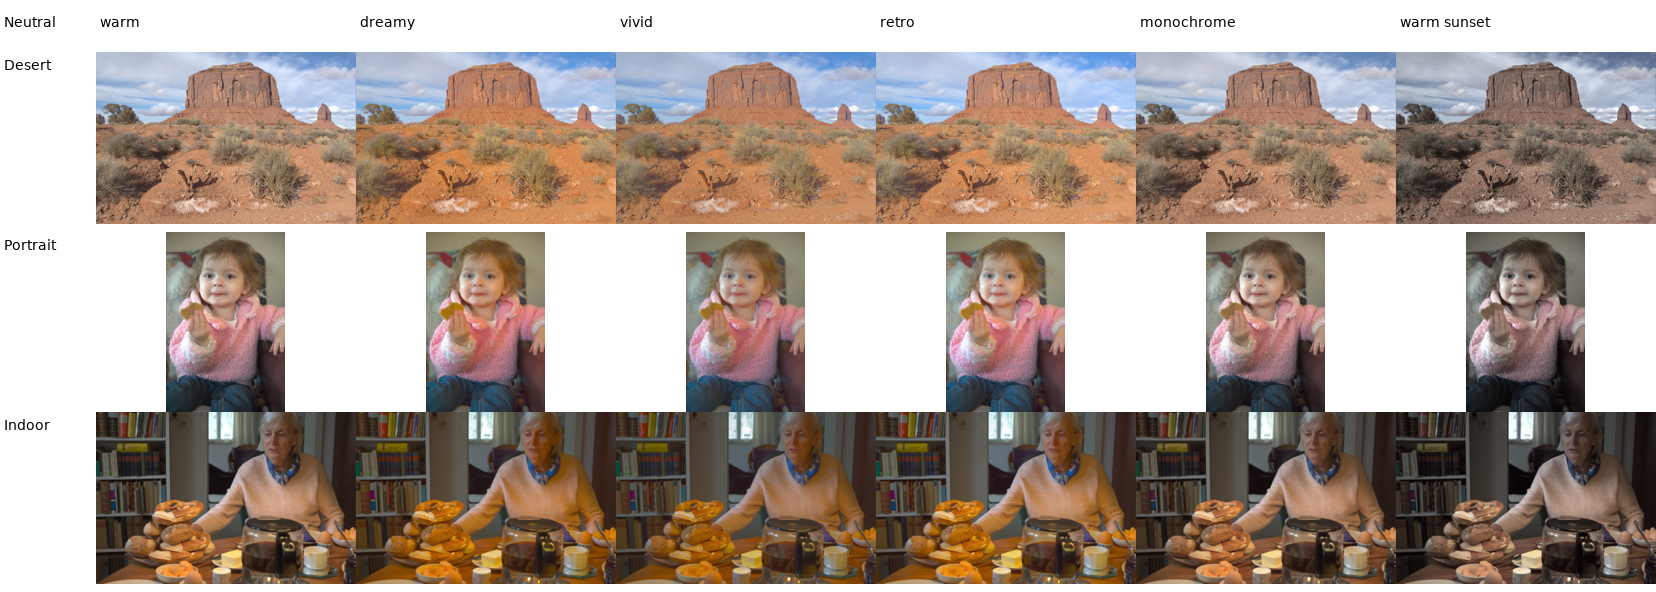 Neutral warm dreamy vivid retro monochrome warm sunset
Desert
Portrait
Indoor